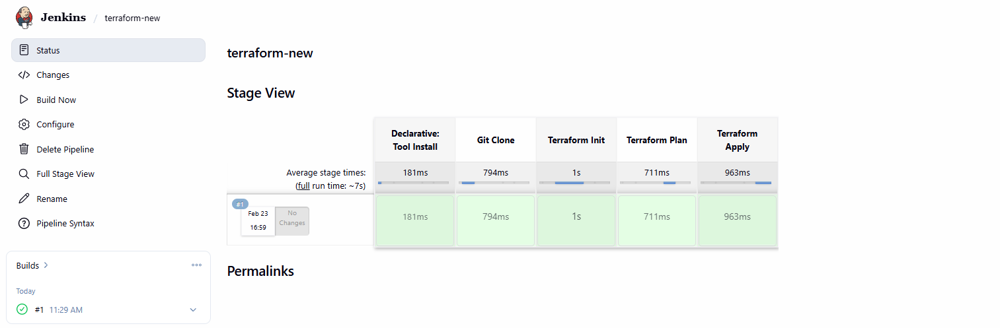 Jenkins / terraform-new
Status
Changes
Build Now
Configure
Delete Pipeline
Full Stage View
Rename
Pipeline Syntax
Builds
Today
#1 11:29 AM
terraform-new
Stage View
Declarative:
Tool Install
Git Clone
Terraform Init
Terraform Plan
Terraform
Apply
Average stage times:
(full run time: ~7s)
181ms 794ms 1s 711ms 963ms
#1
Feb 23
16:59
No
Changes
181ms 794ms 1s 711ms 963ms
Permalinks